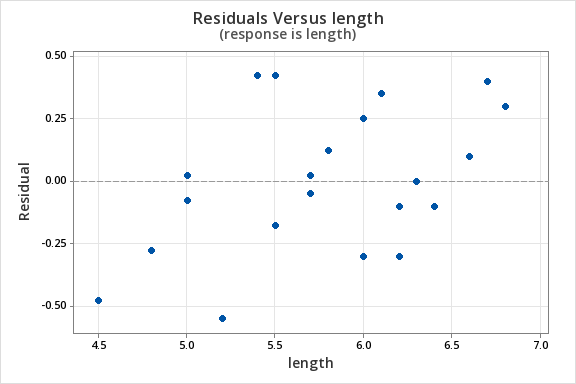 Residuals Versus length
(response is length)
0.50
0.25
0.00
-0.25
-0.50
Residual
4.5 5.0 5.5 6.0 6.5 7.0
length